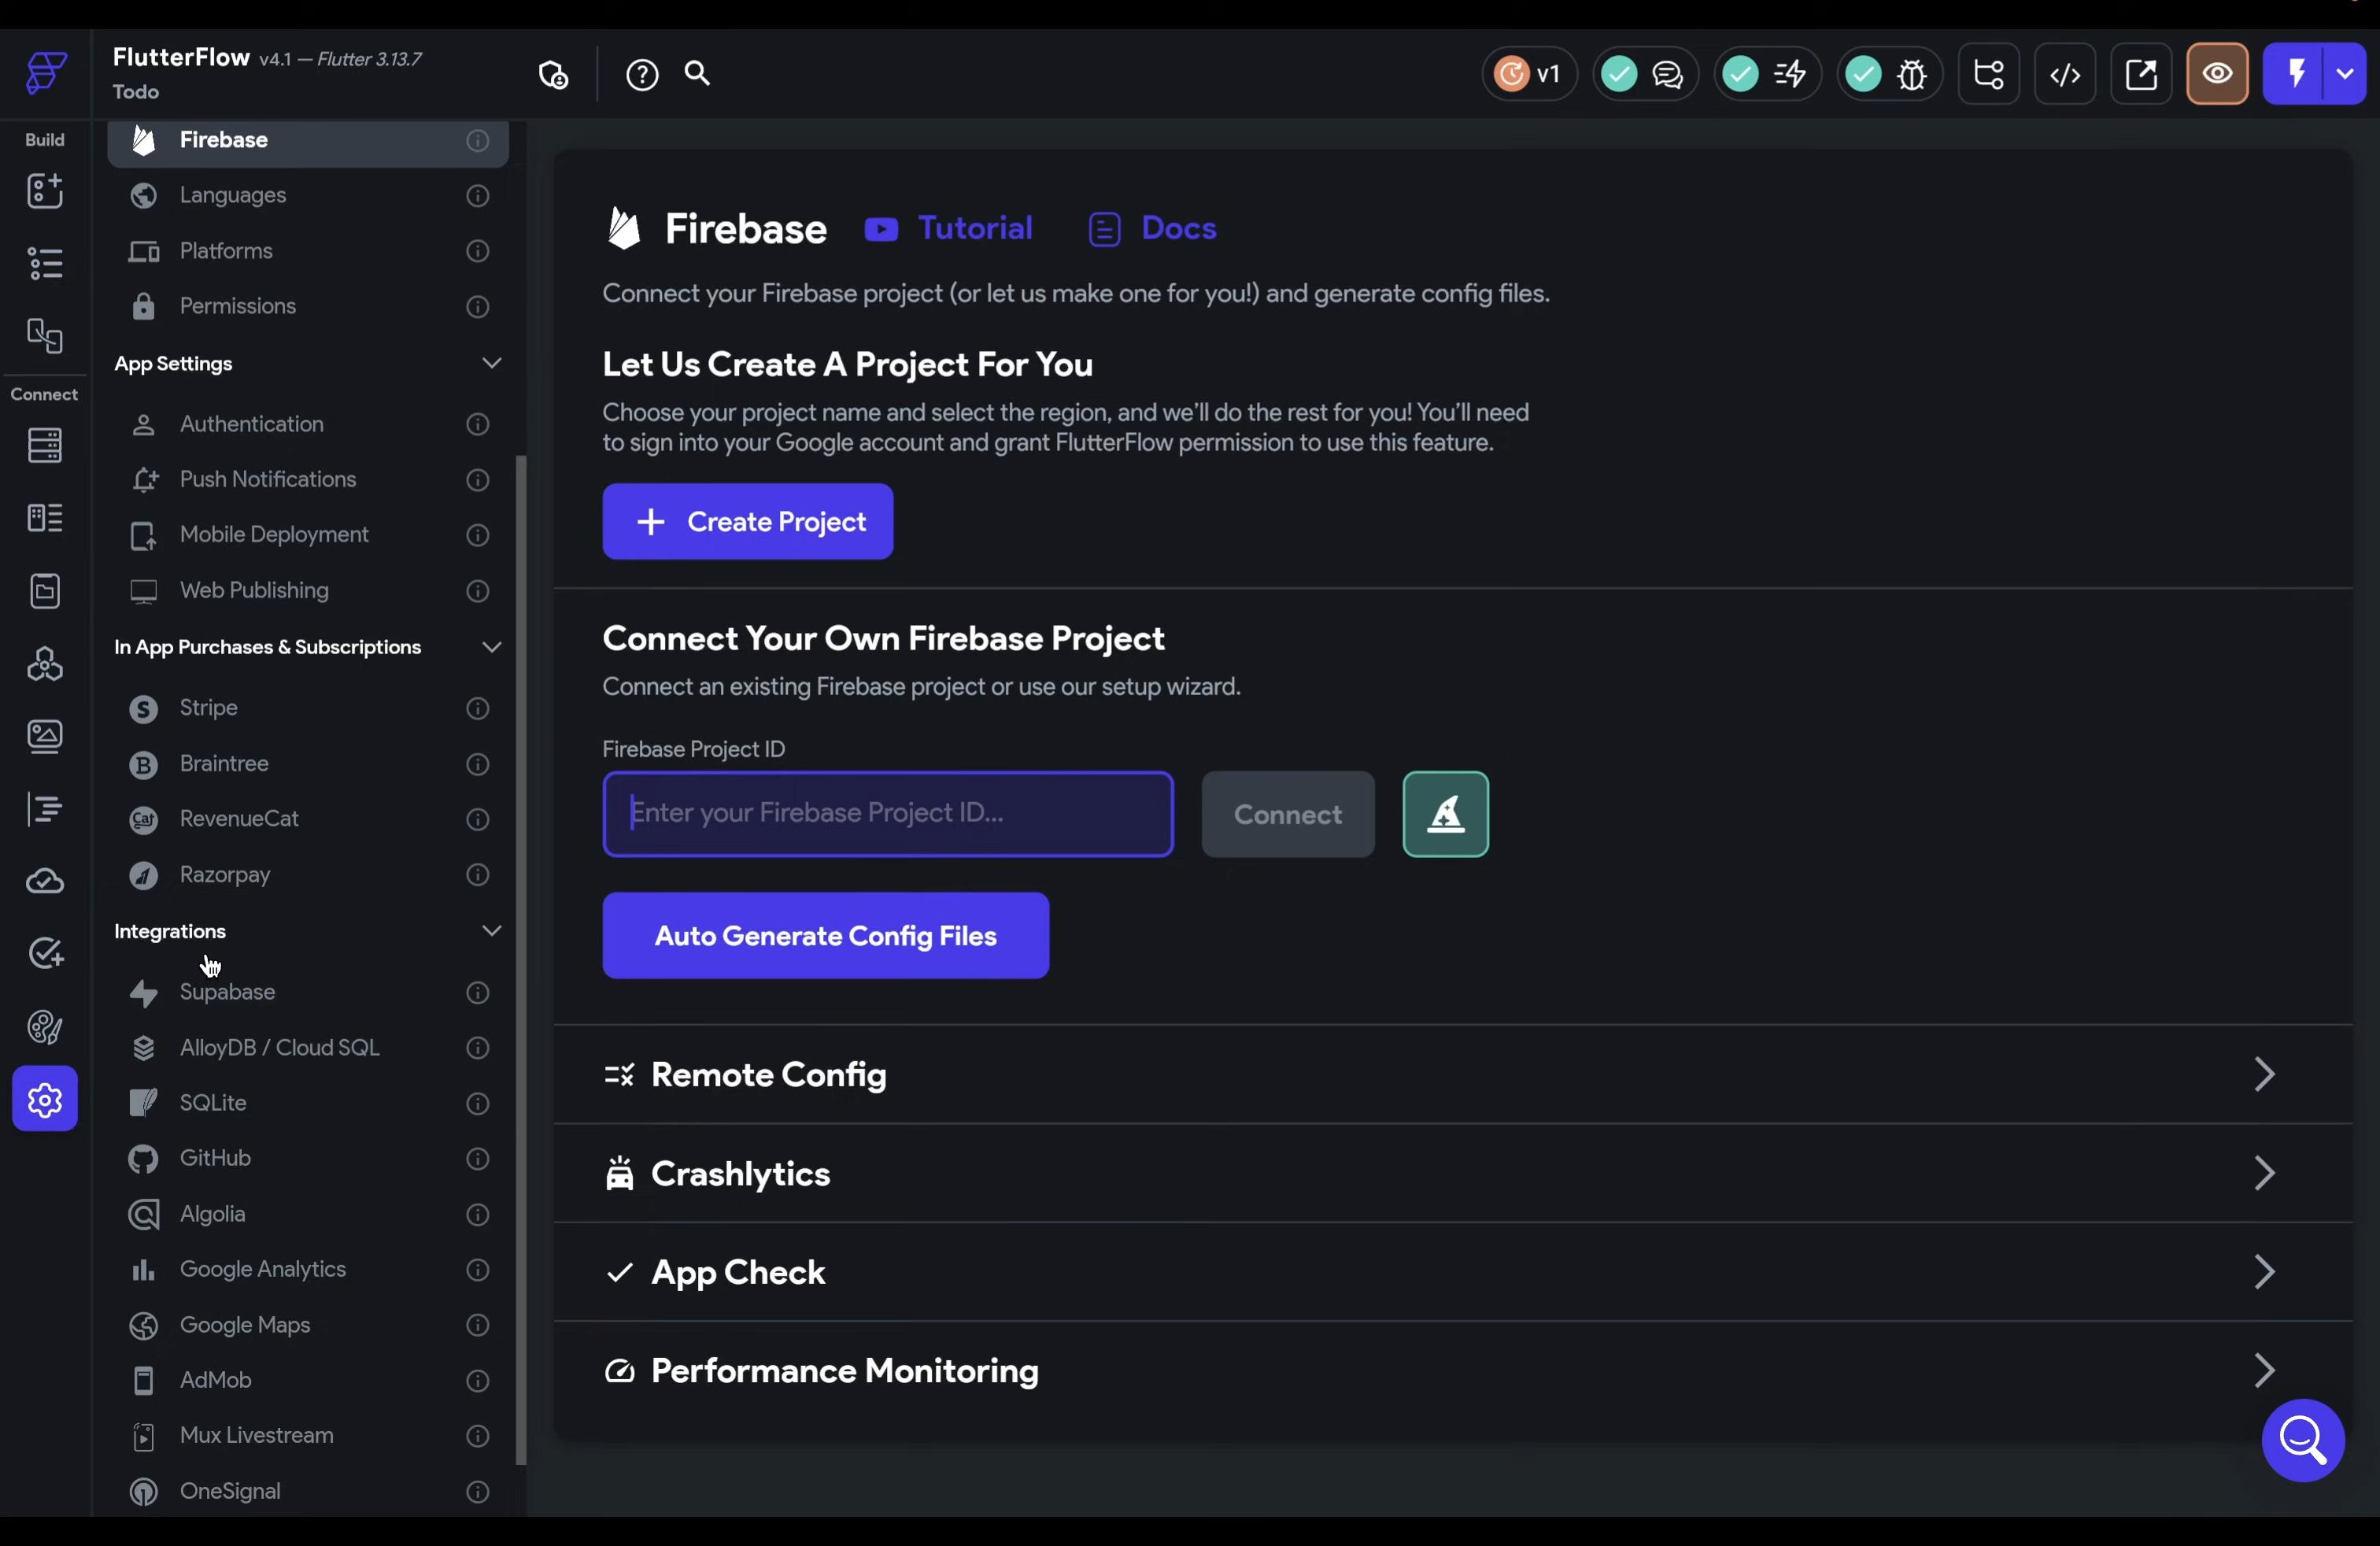 FlutterFlow v4.1 — Flutter 3.13.7
Todo
v1
Build
Connect
Firebase
Languages
Platforms
Permissions
App Settings
Authentication
Push Notifications
Mobile Deployment
Web Publishing
In App Purchases & Subscriptions
Stripe
Braintree
RevenueCat
Razorpay
Integrations
Supabase
AlloyDB / Cloud SQL
SQLite
GitHub
Algolia
Google Analytics
Google Maps
AdMob
Mux Livestream
OneSignal
Firebase Tutorial Docs
Connect your Firebase project (or let us make one for you!) and generate config files.
Let Us Create A Project For You
Choose your project name and select the region, and we'll do the rest for you! You'll need
to sign into your Google account and grant FlutterFlow permission to use this feature.
Create Project
Connect Your Own Firebase Project
Connect an existing Firebase project or use our setup wizard.
Firebase Project ID
Enter your Firebase Project ID...
Connect
Auto Generate Config Files
Remote Config
Crashlytics
App Check
Performance Monitoring